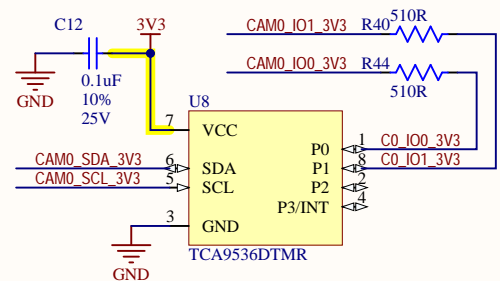 C12
3V3
CAM0_IO1_3V3
R40
510R
CAM0_IO0_3V3
R44
510R
GND
0.1uF
10%
25V
U8
7
VCC
P0
1
C0_IO0_3V3
CAM0_SDA_3V3
6
SDA
P1
8
C0_IO1_3V3
CAM0_SCL_3V3
5
SCL
P2
2
P3/INT
4
3
GND
TCA9536DTMR
GND